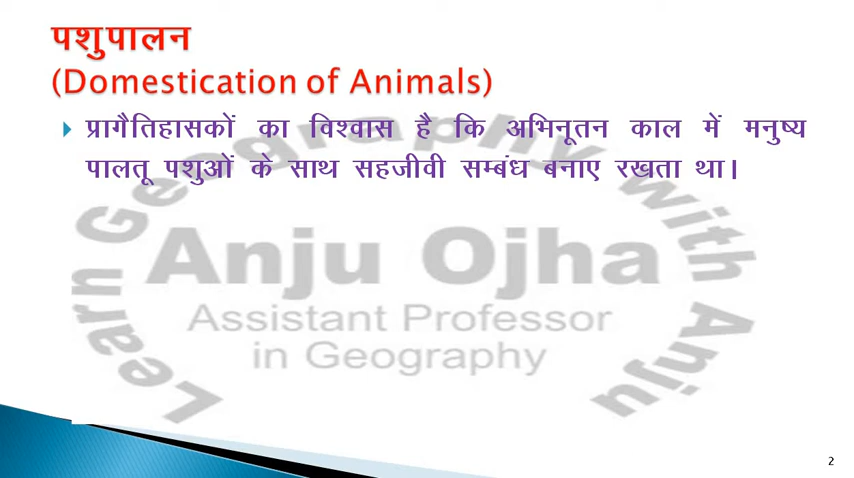 पशुपालन
(Domestication of Animals)
प्रागैतिहासकों का विश्वास है कि अभिनूतन काल में मनुष्य
पालतू पशुओं के साथ सहजीवी सम्बंध बनाए रखता था।
Learn Geography with Anju
Anju Ojha
Assistant Professor
in Geography
2